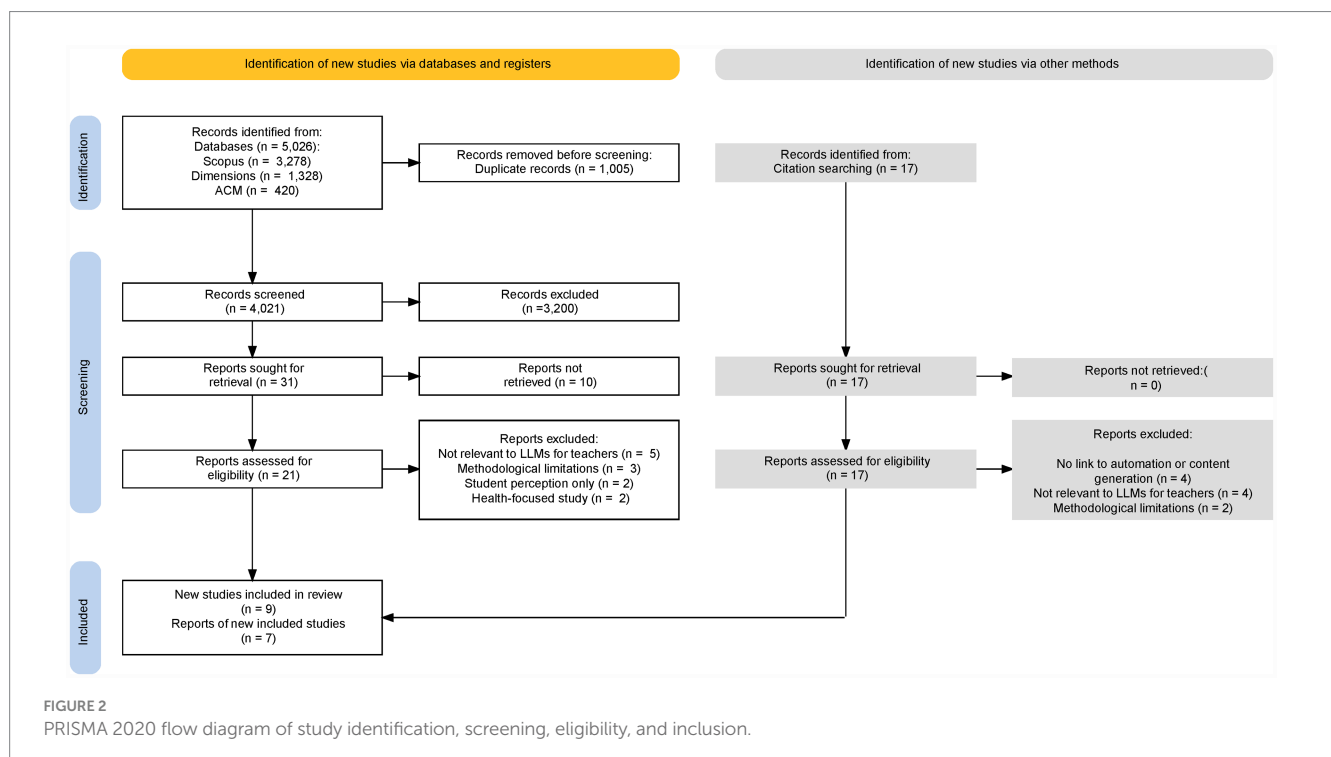 Identification of new studies via databases and registers
Identification of new studies via other methods
Identification
Records identified from:
Databases (n = 5,026):
Scopus (n = 3,278)
Dimensions (n = 1,328)
ACM (n = 420)
Records removed before screening:
Duplicate records (n = 1,005)
Records identified from:
Citation searching (n = 17)
Screening
Records screened
(n = 4,021)
Records excluded
(n =3,200)
Reports sought for
retrieval (n = 31)
Reports not
retrieved (n = 10)
Reports sought for retrieval
(n = 17)
Reports not retrieved:(
n = 0)
Reports assessed for
eligibility (n = 21)
Reports excluded:
Not relevant to LLMs for teachers (n = 5)
Methodological limitations (n = 3)
Student perception only (n = 2)
Health-focused study (n = 2)
Reports assessed for eligibility
(n = 17)
Reports excluded:
No link to automation or content
generation (n = 4)
Not relevant to LLMs for teachers (n = 4)
Methodological limitations (n = 2)
Included
New studies included in review
(n = 9)
Reports of new included studies
(n = 7)
FIGURE 2
PRISMA 2020 flow diagram of study identification, screening, eligibility, and inclusion.